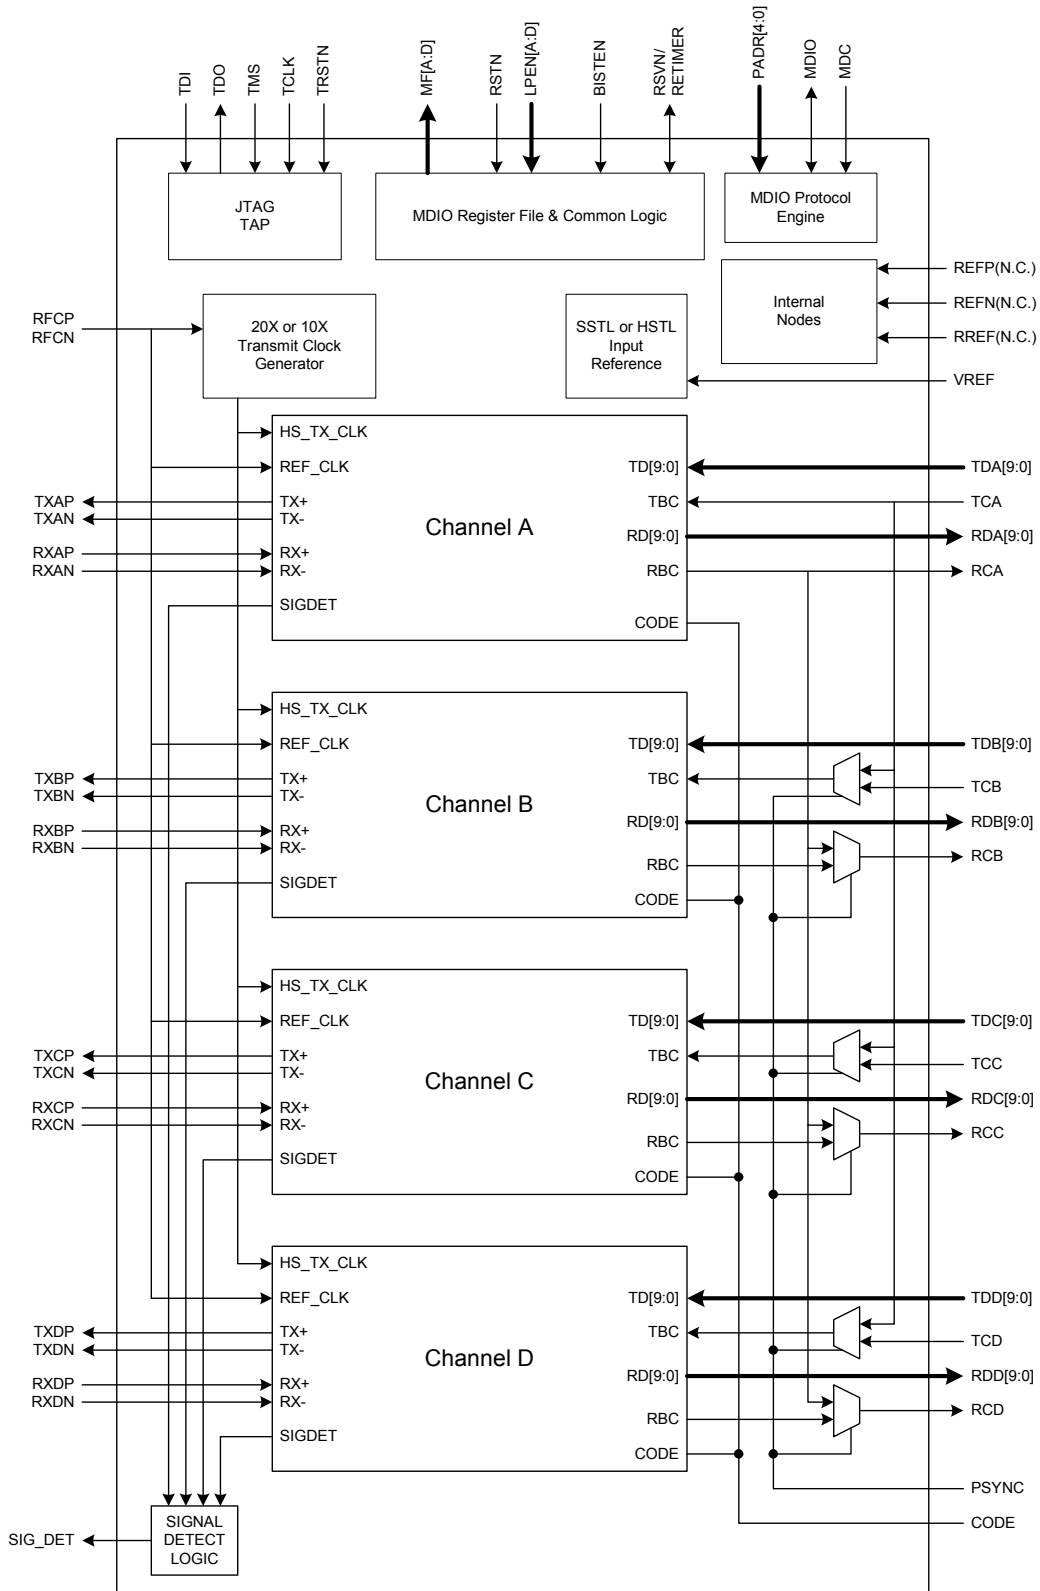 TDI
TDO
TMS
TCLK
TRSTN
MF[A:D]
RSTN
LPEN[A:D]
BISTEN
RSVN/
RETIMER
PADR[4:0]
MDIO
MDC
JTAG
TAP
MDIO Register File & Common Logic
MDIO Protocol
Engine
RFCP
RFCN
20X or 10X
Transmit Clock
Generator
SSTL or HSTL
Input
Reference
Internal
Nodes
REFP(N.C.)
REFN(N.C.)
RREF(N.C.)
VREF
HS_TX_CLK
REF_CLK
TX+
TX-
RX+
RX-
SIGDET
Channel A
TD[9:0]
TBC
RD[9:0]
RBC
CODE
TXAP
TXAN
RXAP
RXAN
TDA[9:0]
TCA
RDA[9:0]
RCA
HS_TX_CLK
REF_CLK
TX+
TX-
RX+
RX-
SIGDET
Channel B
TD[9:0]
TBC
RD[9:0]
RBC
CODE
TXBP
TXBN
RXBP
RXBN
TDB[9:0]
TCB
RDB[9:0]
RCB
HS_TX_CLK
REF_CLK
TX+
TX-
RX+
RX-
SIGDET
Channel C
TD[9:0]
TBC
RD[9:0]
RBC
CODE
TXCP
TXCN
RXCP
RXCN
TDC[9:0]
TCC
RDC[9:0]
RCC
HS_TX_CLK
REF_CLK
TX+
TX-
RX+
RX-
SIGDET
Channel D
TD[9:0]
TBC
RD[9:0]
RBC
CODE
TXDP
TXDN
RXDP
RXDN
TDD[9:0]
TCD
RDD[9:0]
RCD
PSYNC
CODE
SIG_DET
SIGNAL
DETECT
LOGIC